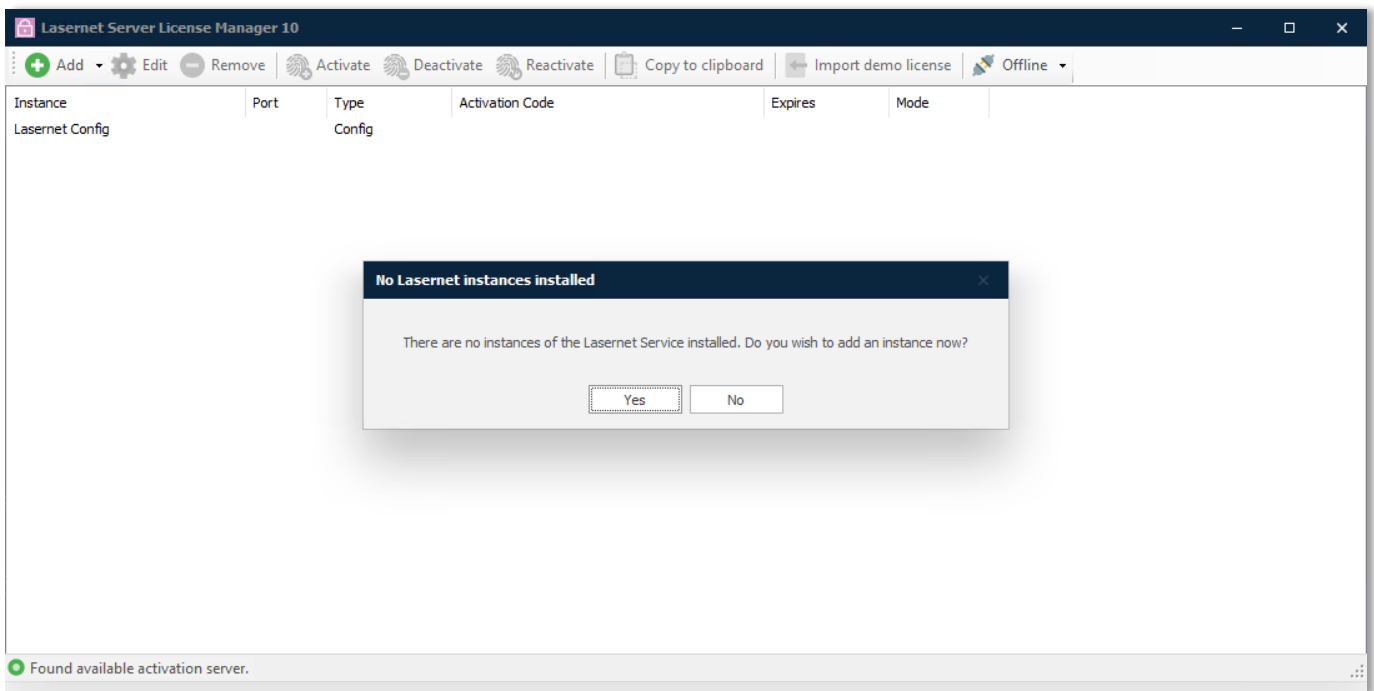 Lasernet Server License Manager 10
Add Edit Remove Activate Deactivate Reactivate Copy to clipboard Import demo license Offline
Instance Port Type Activation Code Expires Mode
Lasernet Config Config
No Lasernet instances installed
There are no instances of the Lasernet Service installed. Do you wish to add an instance now?
Yes No
Found available activation server.